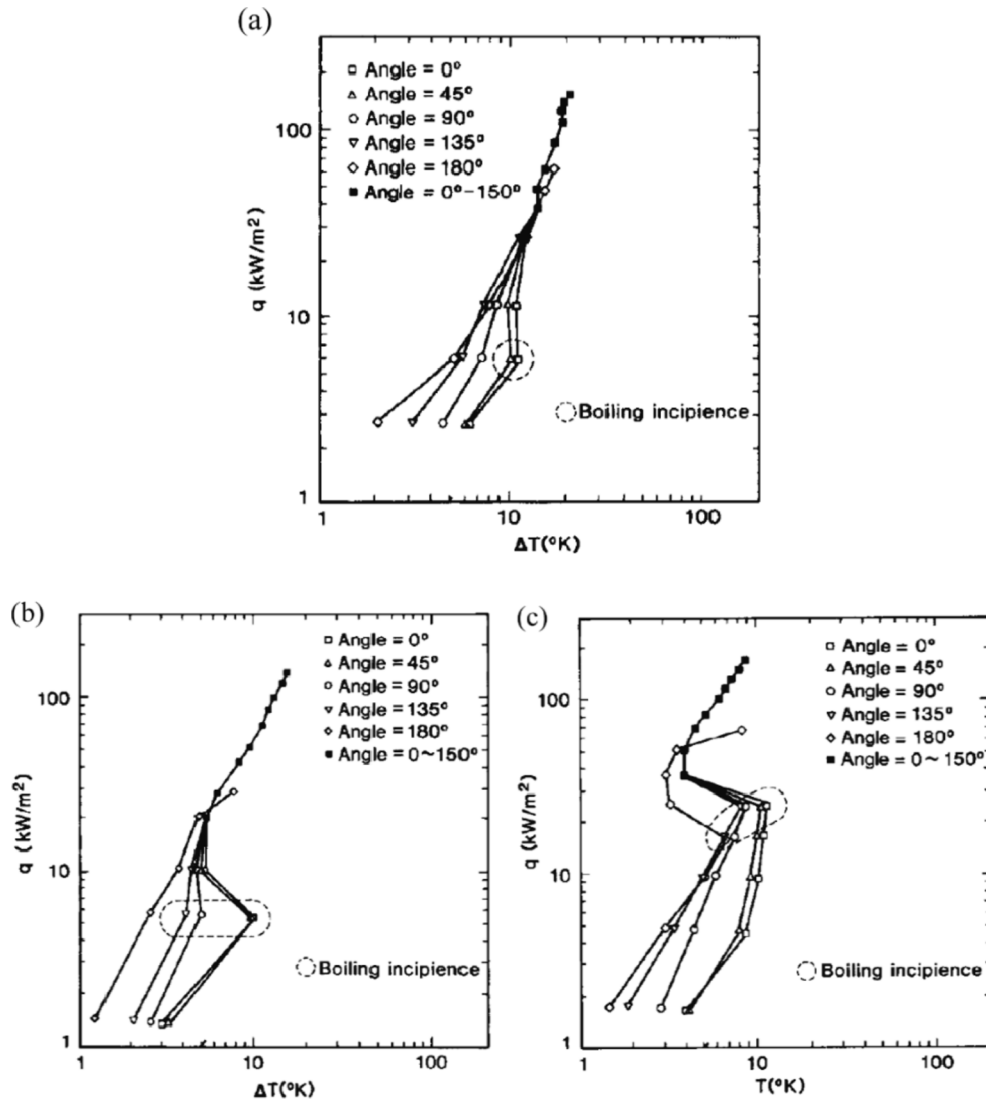 (a)
Angle = 0°
Angle = 45°
Angle = 90°
Angle = 135°
Angle = 180°
Angle = 0°-150°
100
10
1
q (kW/m²)
Boiling incipience
1
10
100
ΔT(°K)
(b)
Angle = 0°
Angle = 45°
Angle = 90°
Angle = 135°
Angle = 180°
Angle = 0~150°
100
10
1
q (kW/m²)
Boiling incipience
1
10
100
ΔT(°K)
(c)
Angle = 0°
Angle = 45°
Angle = 90°
Angle = 135°
Angle = 180°
Angle = 0~150°
100
10
1
q (kW/m²)
Boiling incipience
1
10
100
T(°K)